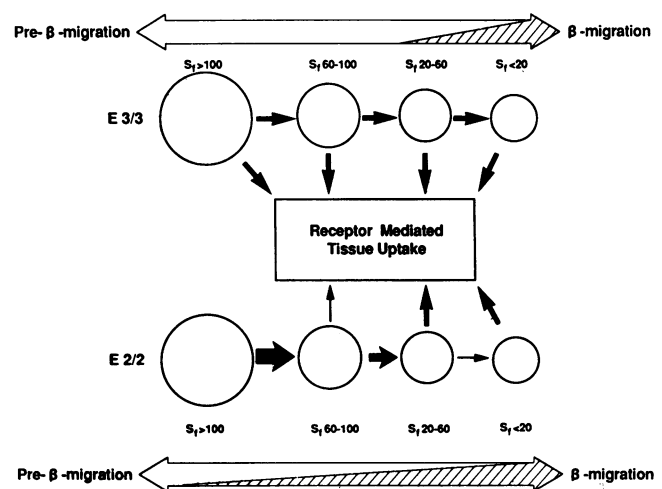 Pre- β -migration β-migration
Sf>100 Sf 60-100 Sf 20-60 Sf <20
E 3/3
Receptor Mediated
Tissue Uptake
E 2/2
Sf>100 Sf 60-100 Sf 20-60 Sf <20
Pre- β -migration β-migration